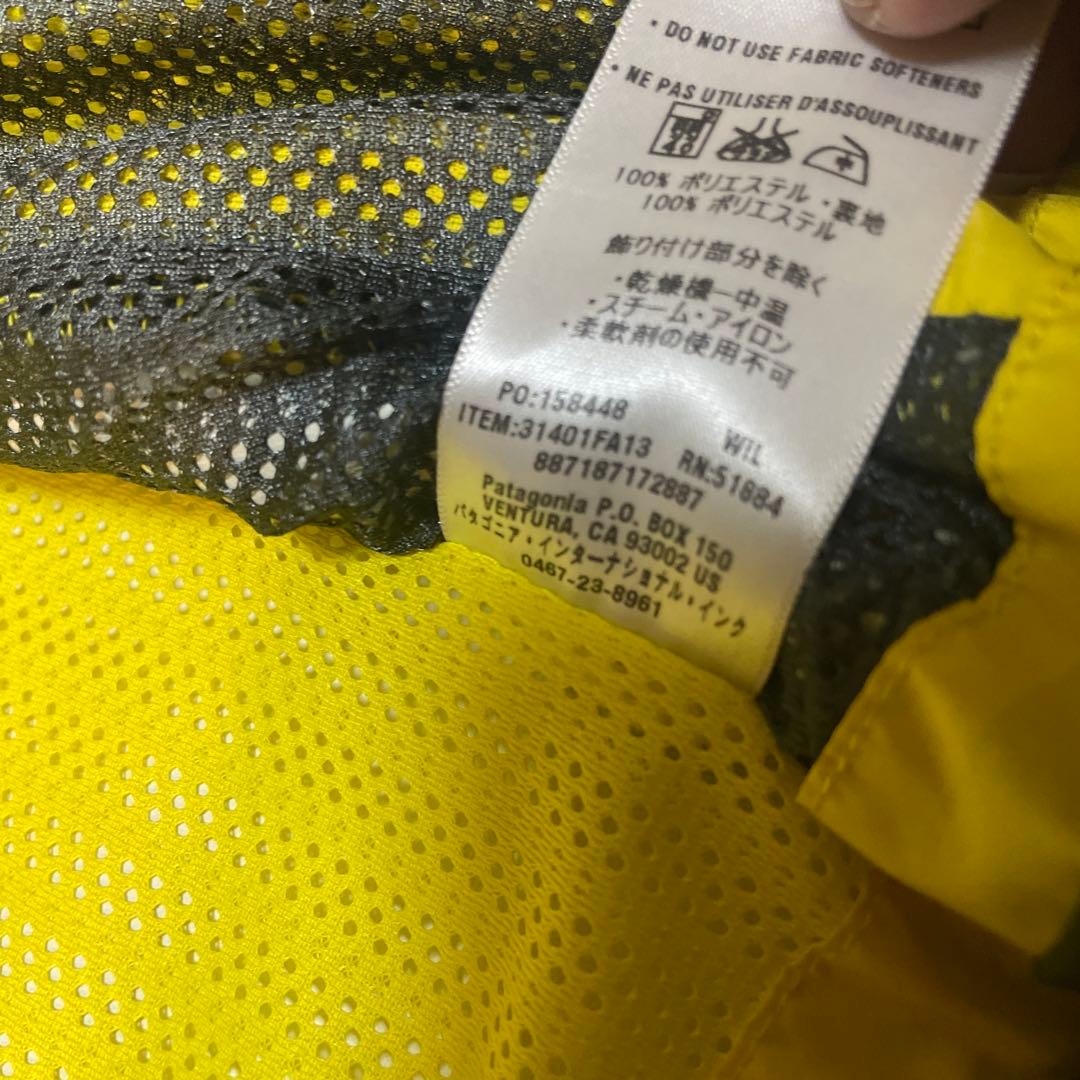 • DO NOT USE FABRIC SOFTENERS
• NE PAS UTILISER D'ASSOUPLISSANT
40
100% ポリエステル・裏地
100% ポリエステル
飾り付け部分を除く
・乾燥機－中温
・スチーム・アイロン
・柔軟剤の使用不可
PO:158448 WIL
ITEM:31401FA13 RN:51884
887187172887
Patagonia P.O. BOX 150
VENTURA, CA 93002 US
パタゴニア・インターナショナル・インク
0467-23-8961